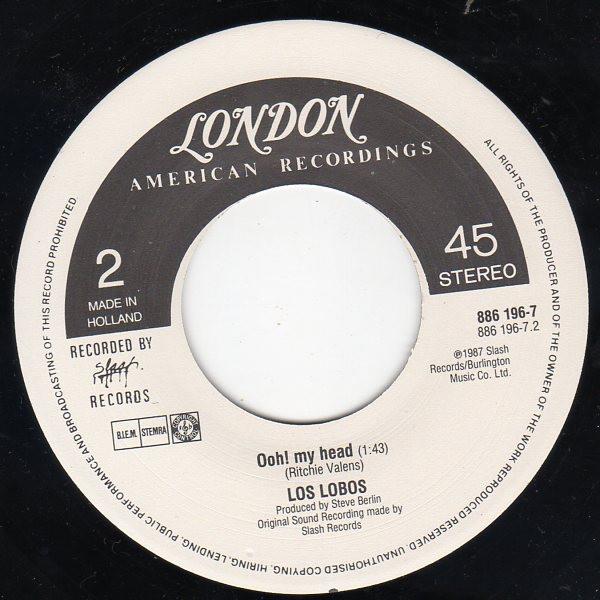 LONDON
AMERICAN RECORDINGS
2
MADE IN
HOLLAND
45
STEREO
886 196-7
886 196-7.2
RECORDED BY
Slash.
RECORDS
℗1987 Slash
Records/Burlington
Music Co. Ltd.
B.I.E.M.
STEMRA
Ooh! my head (1:43)
(Ritchie Valens)
LOS LOBOS
Produced by Steve Berlin
Original Sound Recording made by
Slash Records
ALL RIGHTS OF THE PRODUCER AND OF THE OWNER OF THE WORK REPRODUCED RESERVED. UNAUTHORISED COPYING, HIRING, LENDING, PUBLIC PERFORMANCE AND BROADCASTING OF THIS RECORD PROHIBITED